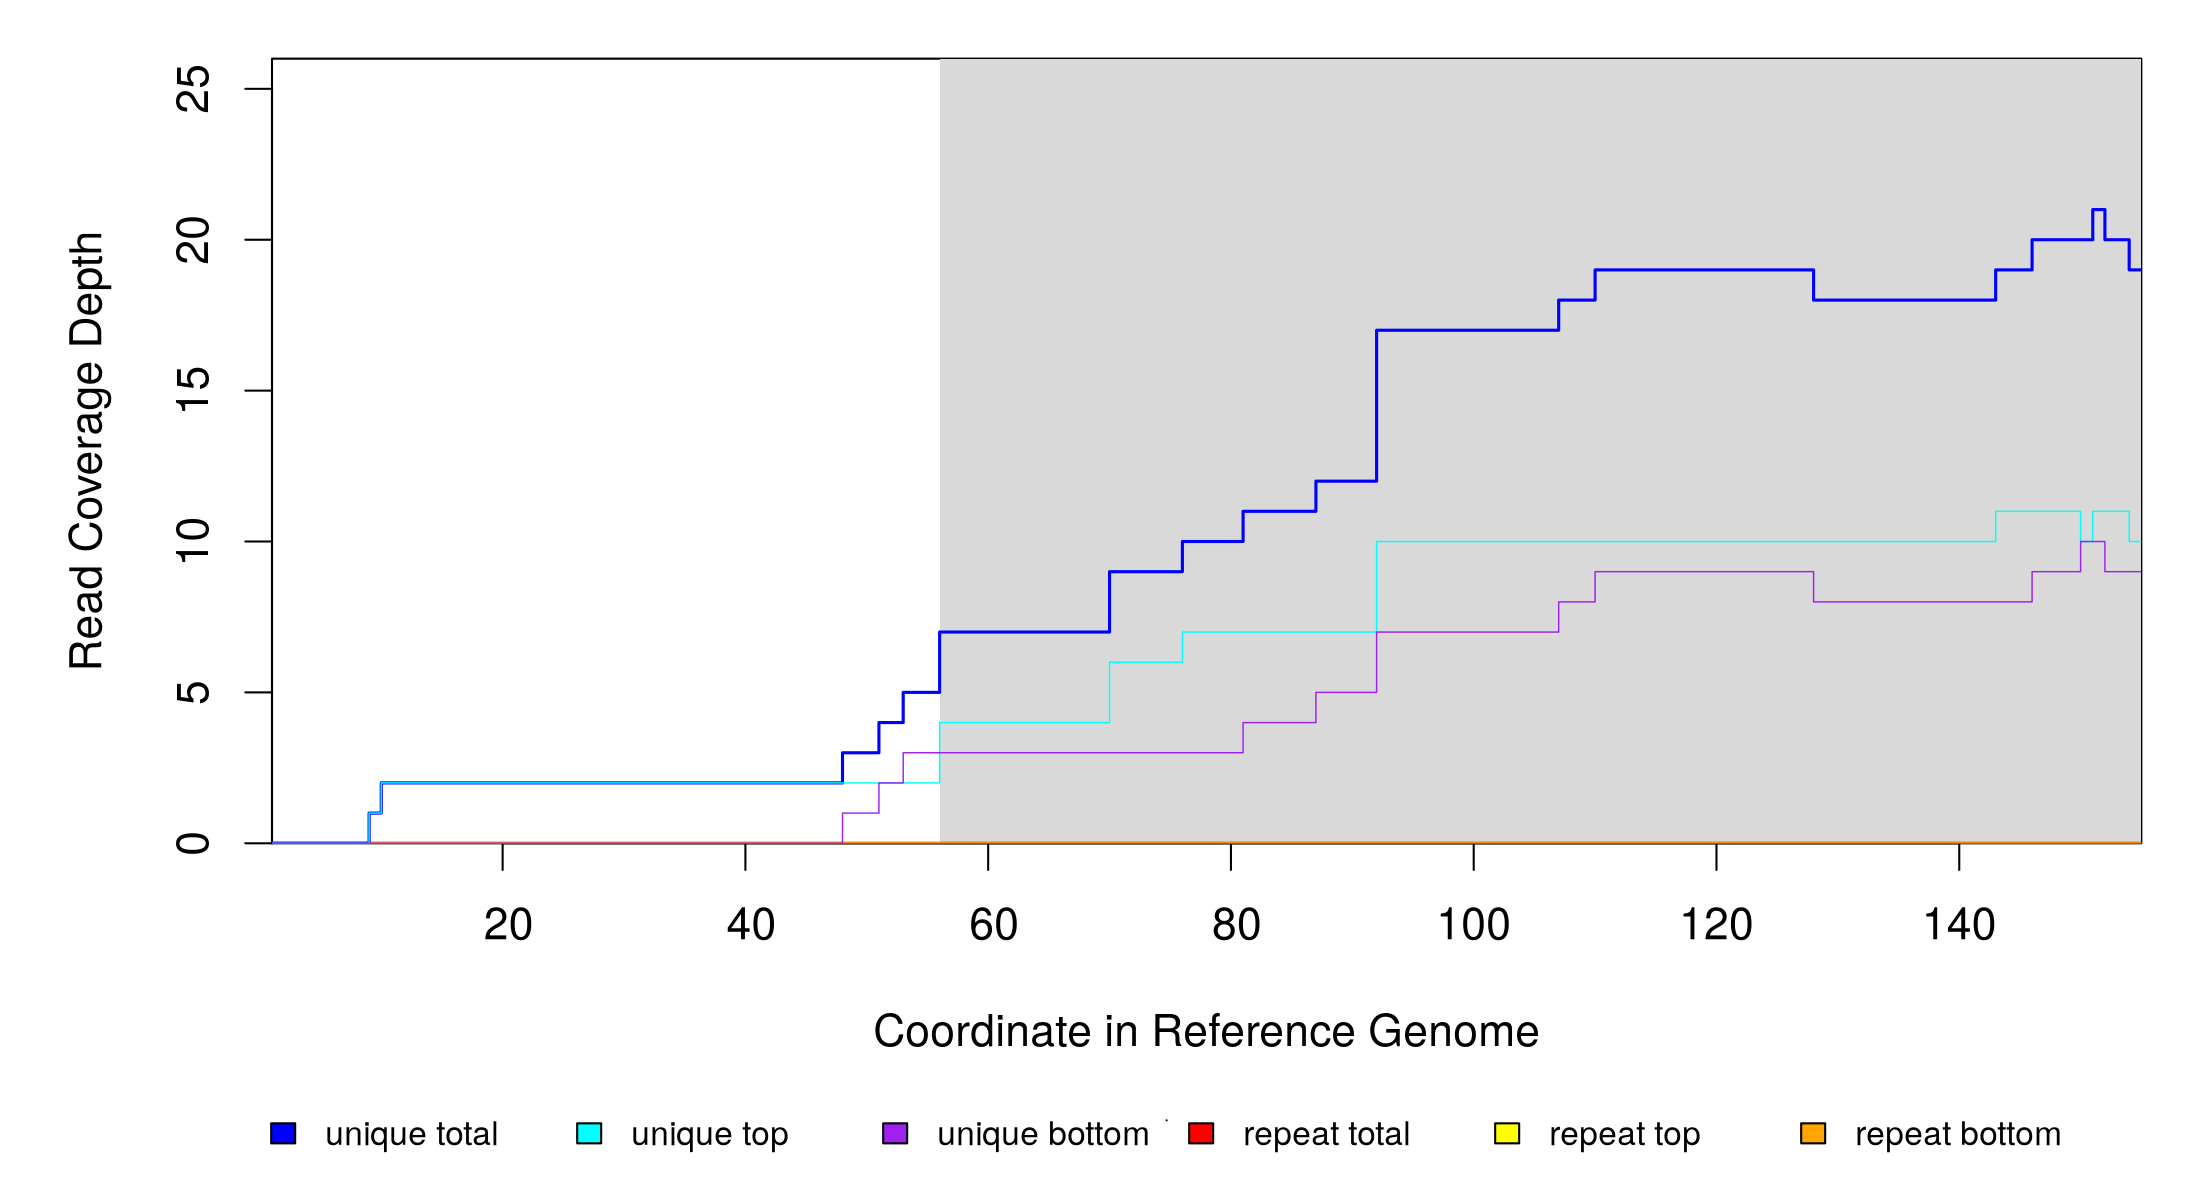 25
20
15
10
5
0
Read Coverage Depth
20 40 60 80 100 120 140
Coordinate in Reference Genome
unique total unique top unique bottom repeat total repeat top repeat bottom